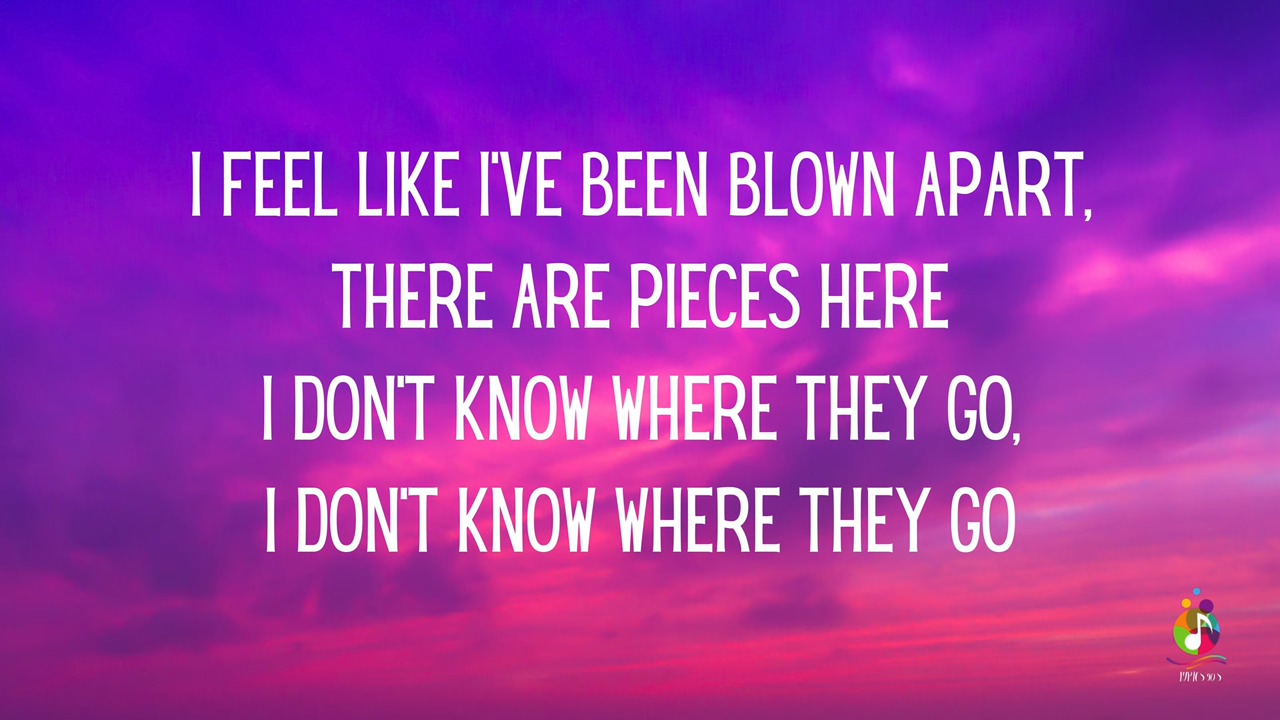 I FEEL LIKE I'VE BEEN BLOWN APART,
THERE ARE PIECES HERE
I DON'T KNOW WHERE THEY GO,
I DON'T KNOW WHERE THEY GO